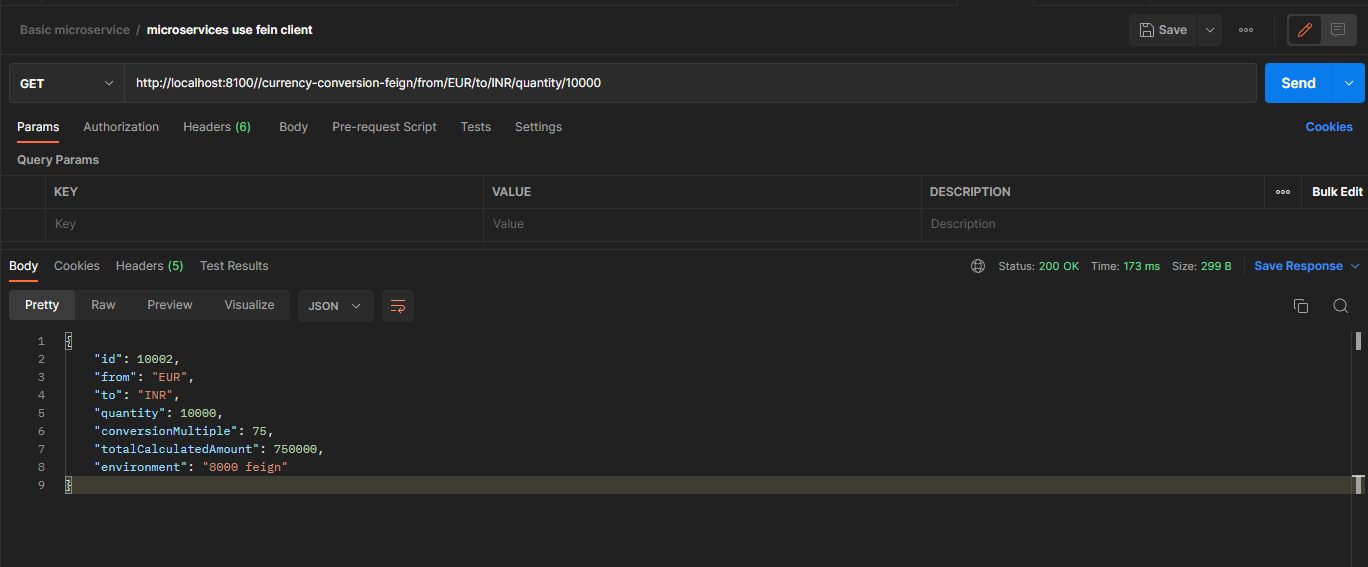 Basic microservice / microservices use fein client
Save
GET http://localhost:8100//currency-conversion-feign/from/EUR/to/INR/quantity/10000 Send
Params Authorization Headers (6) Body Pre-request Script Tests Settings Cookies
Query Params
KEY VALUE DESCRIPTION Bulk Edit
Key Value Description
Body Cookies Headers (5) Test Results Status: 200 OK Time: 173 ms Size: 299 B Save Response
Pretty Raw Preview Visualize JSON
1 {
2 "id": 10002,
3 "from": "EUR",
4 "to": "INR",
5 "quantity": 10000,
6 "conversionMultiple": 75,
7 "totalCalculatedAmount": 750000,
8 "environment": "8000 feign"
9 }